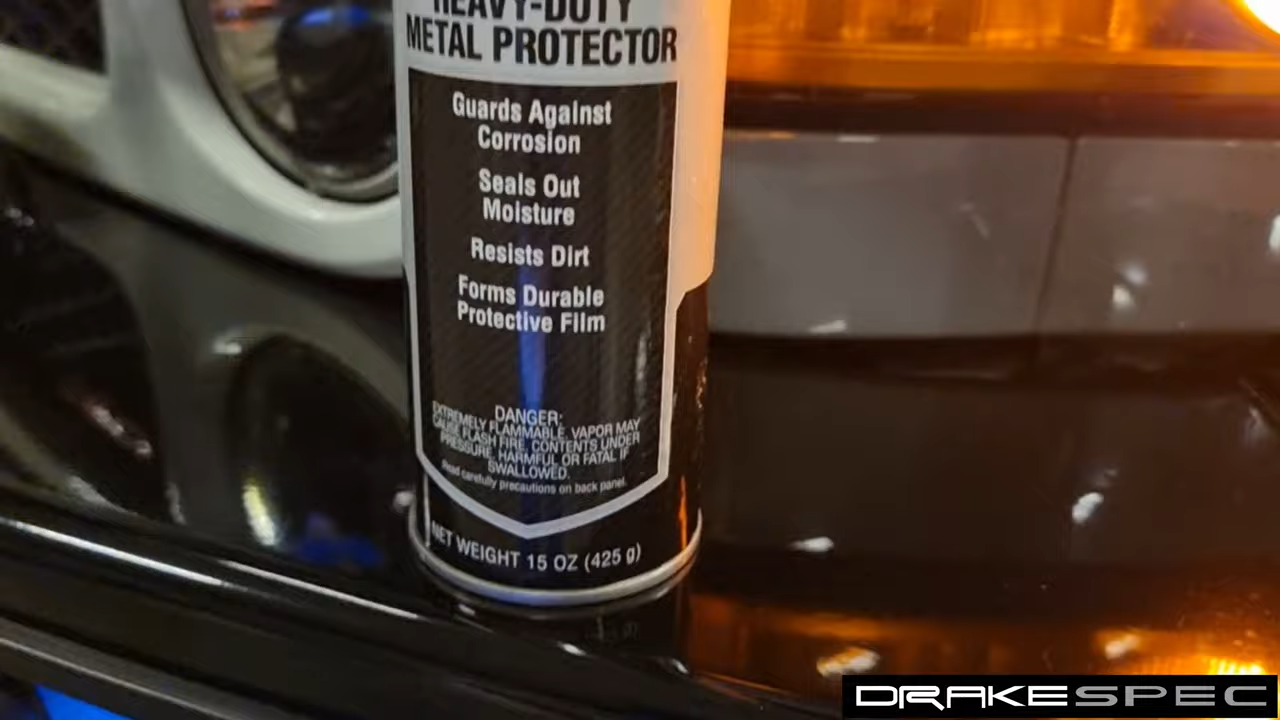 HEAVY-DUTY
METAL PROTECTOR
Guards Against
Corrosion
Seals Out
Moisture
Resists Dirt
Forms Durable
Protective Film
DANGER:
EXTREMELY FLAMMABLE, VAPOR MAY
CAUSE FLASH FIRE, CONTENTS UNDER
PRESSURE, HARMFUL OR FATAL IF
SWALLOWED.
Read carefully precautions on back panel.
NET WEIGHT 15 OZ (425 g)
DRAKESPEC